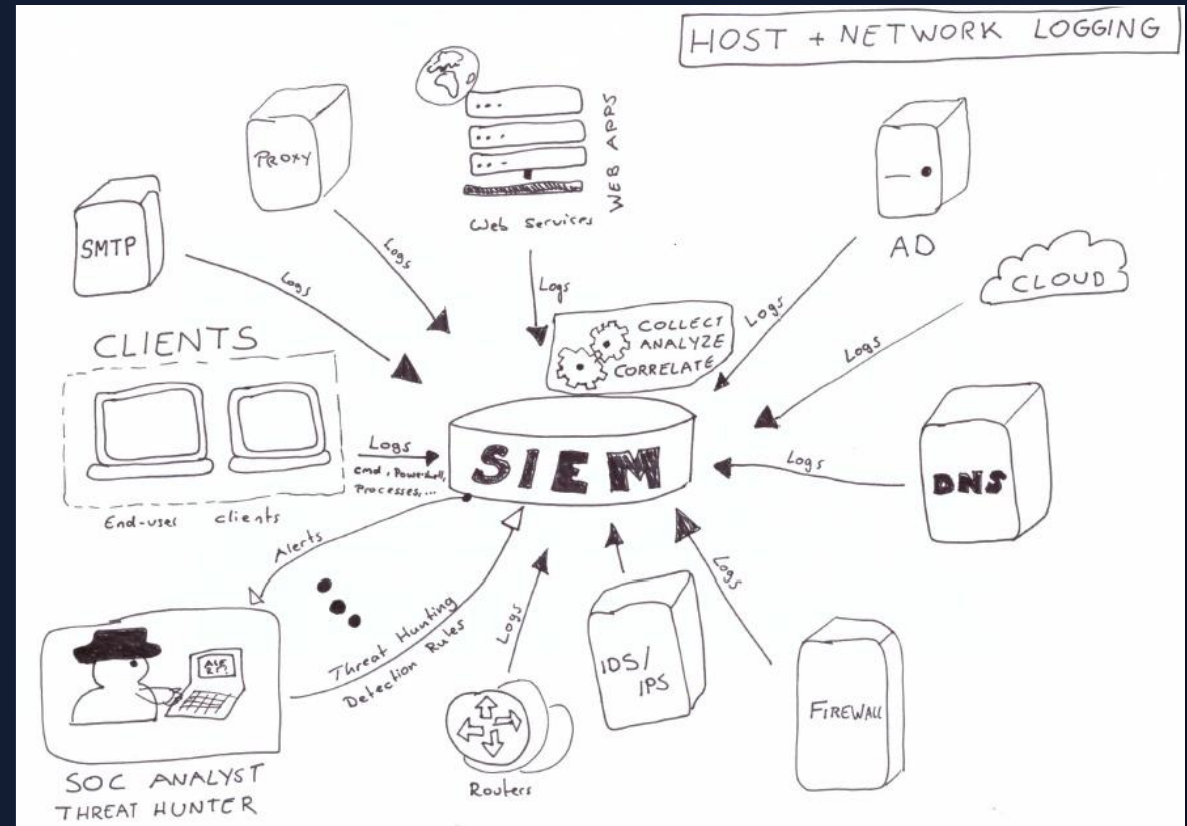 HOST + NETWORK LOGGING
PROXY
WEB APPS
Web Services
SMTP
AD
CLOUD
Logs
Logs
Logs
Logs
Logs
COLLECT
ANALYZE
CORRELATE
CLIENTS
Logs
cmd, Powershell,
Processes,...
SIEM
Logs
DNS
End-user clients
Alerts
Threat Hunting
Detection Rules
Logs
Logs
IDS/
IPS
FIREWALL
Routers
SOC ANALYST
THREAT HUNTER